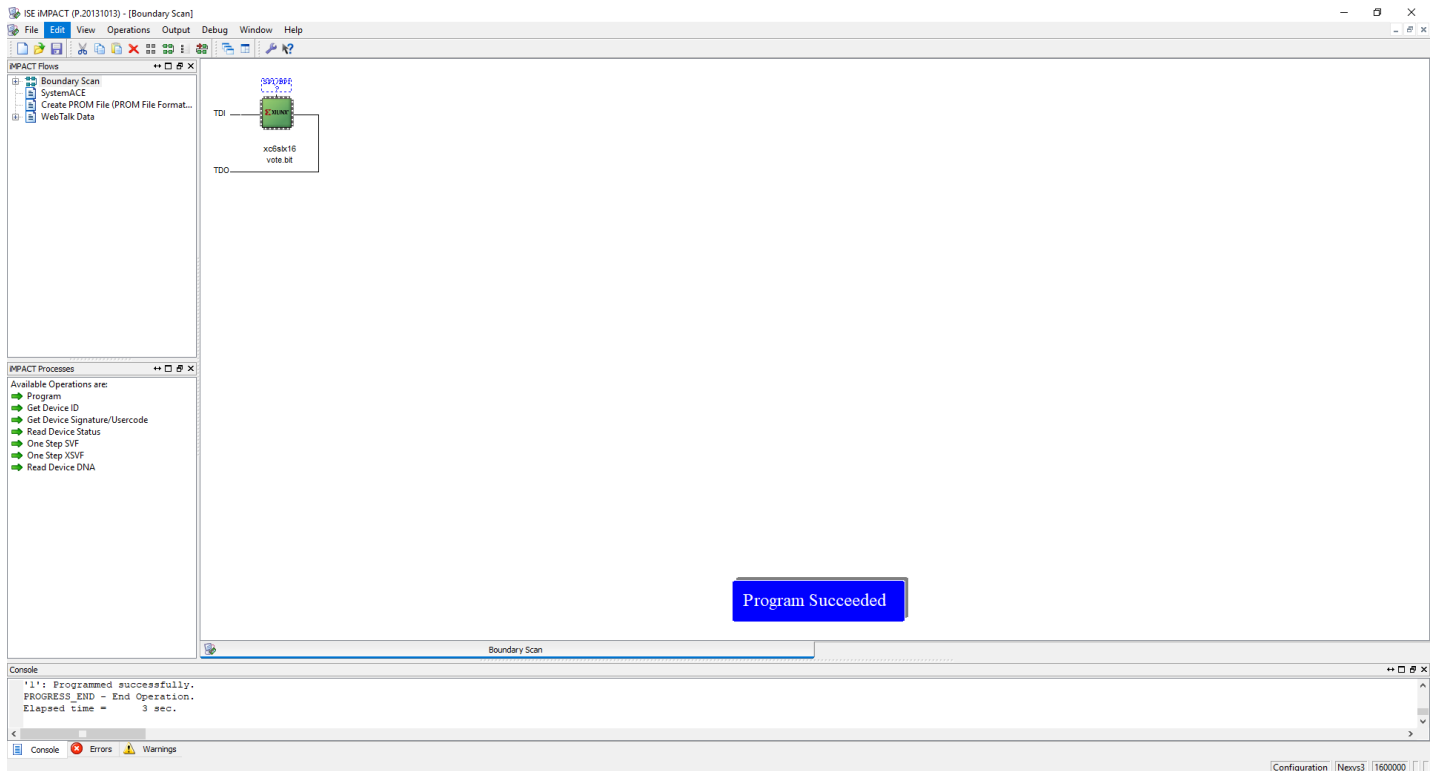 ISE iMPACT (P.20131013) - [Boundary Scan]
File Edit View Operations Output Debug Window Help
iMPACT Flows
Boundary Scan
SystemACE
Create PROM File (PROM File Format...
WebTalk Data
SPI/BPI
?
TDI
XILINX
xc6slx16
vote.bit
TDO
iMPACT Processes
Available Operations are:
Program
Get Device ID
Get Device Signature/Usercode
Read Device Status
One Step SVF
One Step XSVF
Read Device DNA
Program Succeeded
Boundary Scan
Console
'1': Programmed successfully.
PROGRESS_END - End Operation.
Elapsed time =      3 sec.
Console Errors Warnings
Configuration Nexys3 1600000